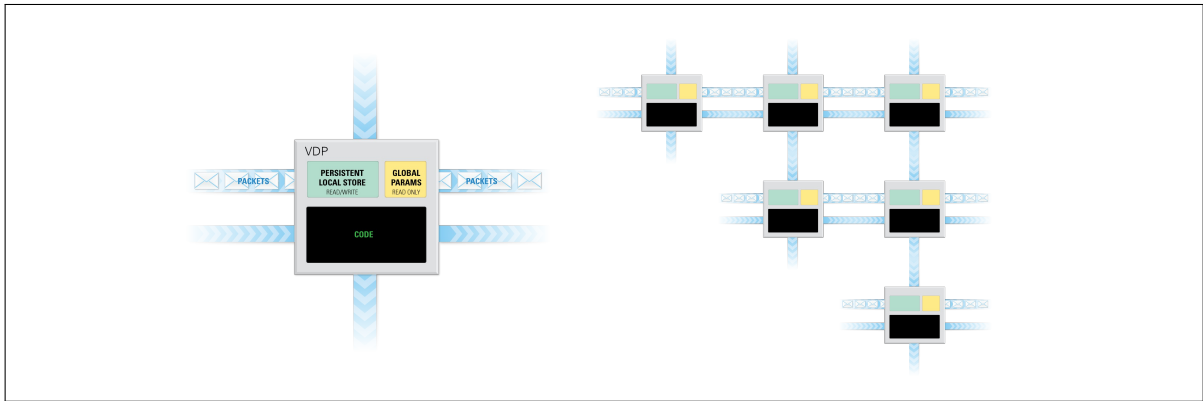 VDP
PERSISTENT
LOCAL STORE
READ/WRITE
GLOBAL
PARAMS
READ ONLY
PACKETS
PACKETS
CODE